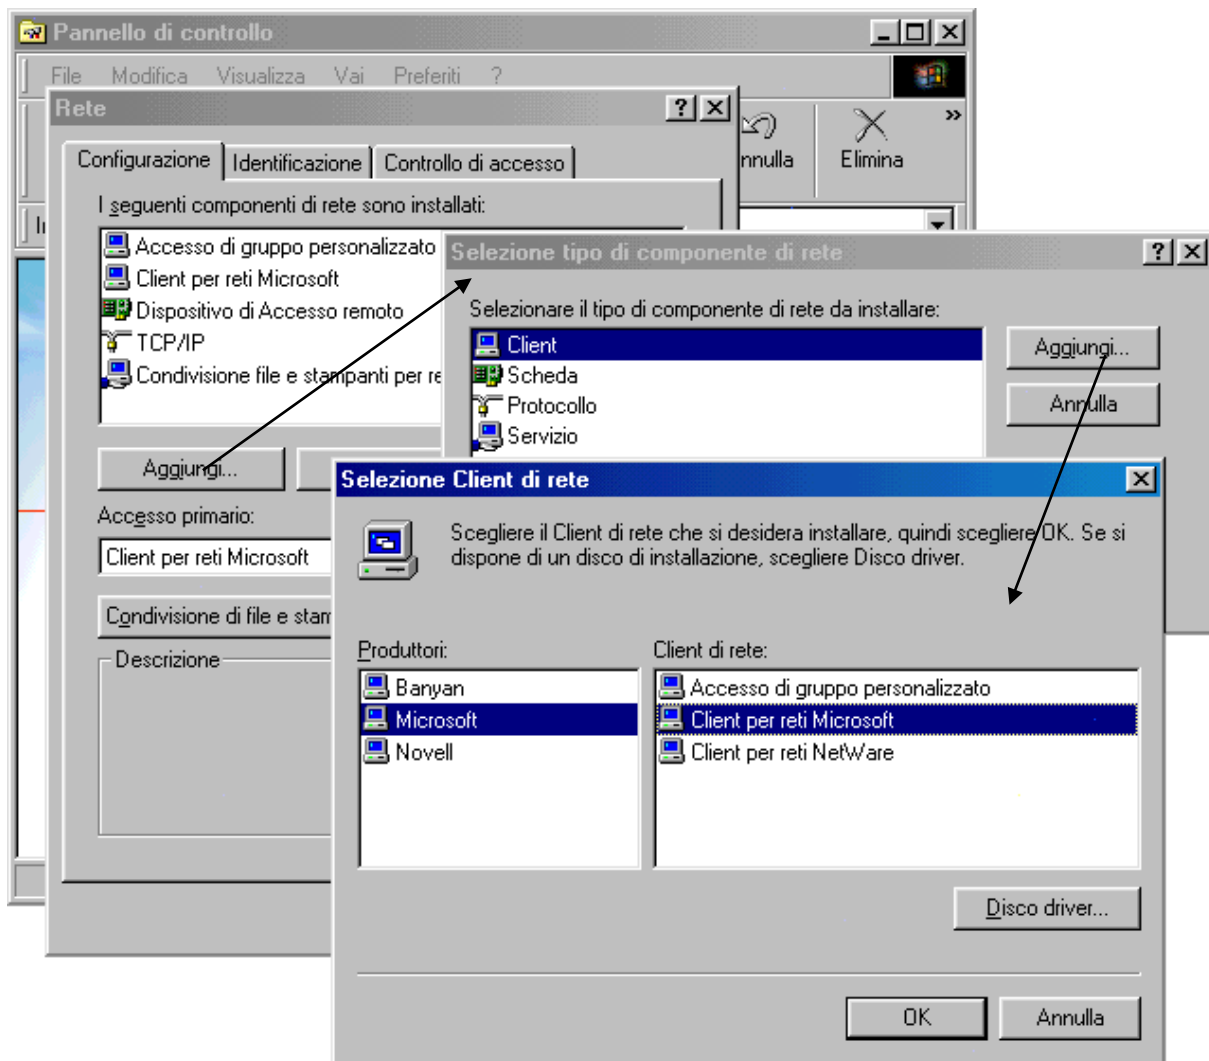 Pannello di controllo
File Modifica Visualizza Vai Preferiti ?
nnulla Elimina »
Rete
Configurazione Identificazione Controllo di accesso
I seguenti componenti di rete sono installati:
Accesso di gruppo personalizzato
Client per reti Microsoft
Dispositivo di Accesso remoto
TCP/IP
Condivisione file e stampanti per re
Aggiungi...
Accesso primario:
Client per reti Microsoft
Condivisione di file e stam
Descrizione
Selezione tipo di componente di rete
Selezionare il tipo di componente di rete da installare:
Client
Scheda
Protocollo
Servizio
Aggiungi...
Annulla
Selezione Client di rete
Scegliere il Client di rete che si desidera installare, quindi scegliere OK. Se si
dispone di un disco di installazione, scegliere Disco driver.
Produttori:
Banyan
Microsoft
Novell
Client di rete:
Accesso di gruppo personalizzato
Client per reti Microsoft
Client per reti NetWare
Disco driver...
OK Annulla